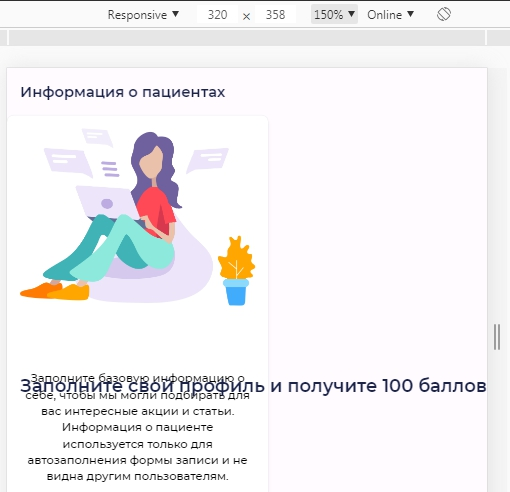 Responsive ▼ 320 x 358 150% ▼ Online ▼
Информация о пациентах
Заполните свой профиль и получите 100 баллов
Заполните базовую информацию о
себе, чтобы мы могли подбирать для
вас интересные акции и статьи.
Информация о пациенте
используется только для
автозаполнения формы записи и не
видна другим пользователям.